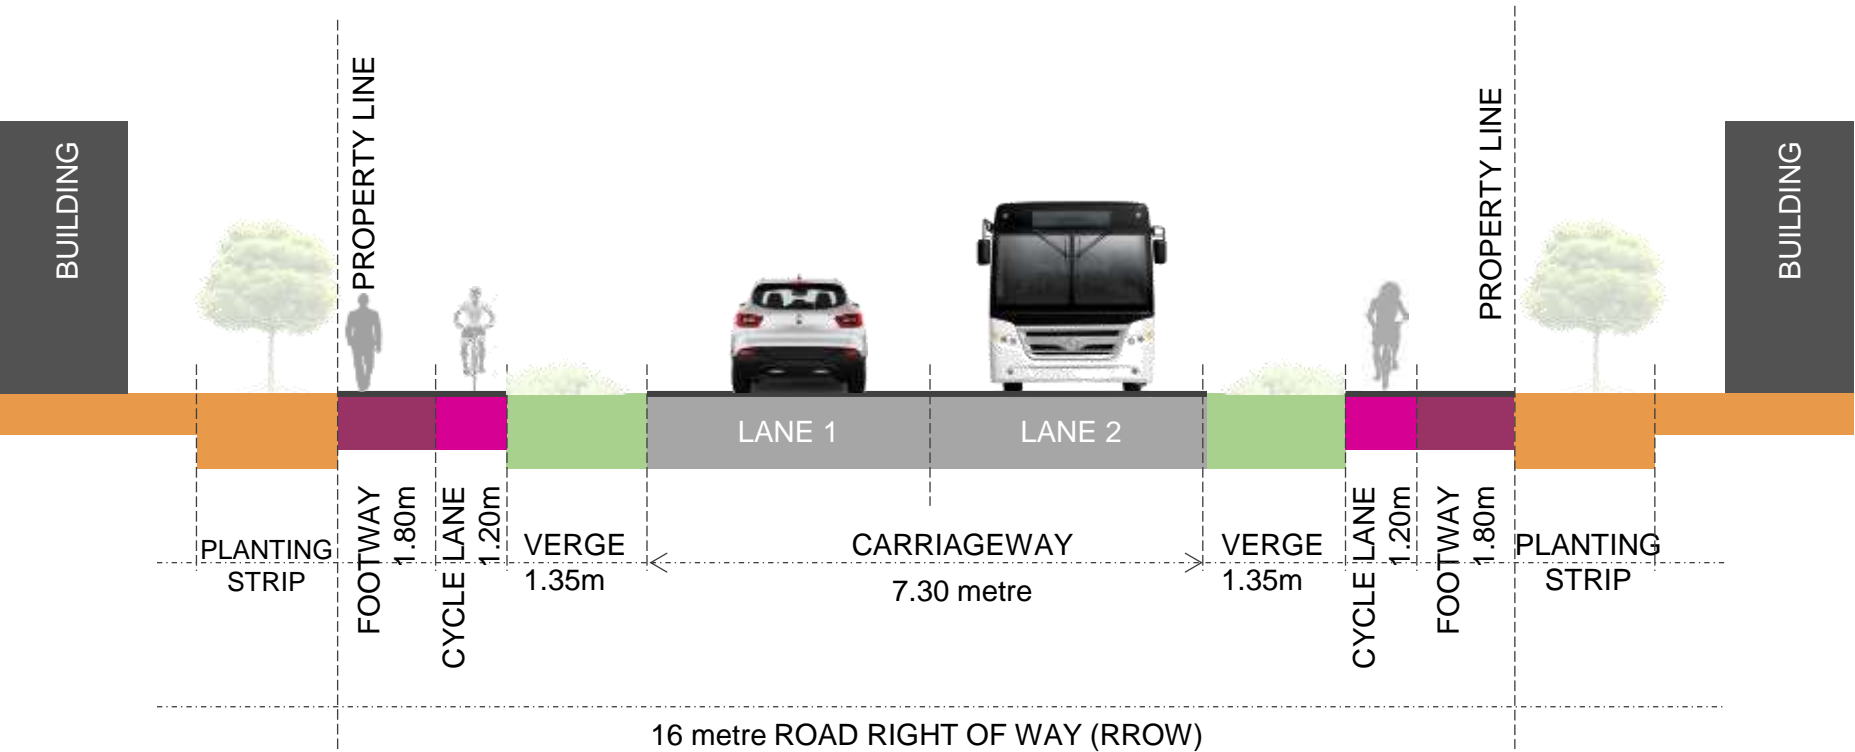 BUILDING
PROPERTY LINE
PROPERTY LINE
BUILDING
LANE 1
LANE 2
PLANTING
STRIP
FOOTWAY
1.80m
CYCLE LANE
1.20m
VERGE
1.35m
CARRIAGEWAY
7.30 metre
VERGE
1.35m
CYCLE LANE
1.20m
FOOTWAY
1.80m
PLANTING
STRIP
16 metre ROAD RIGHT OF WAY (RROW)